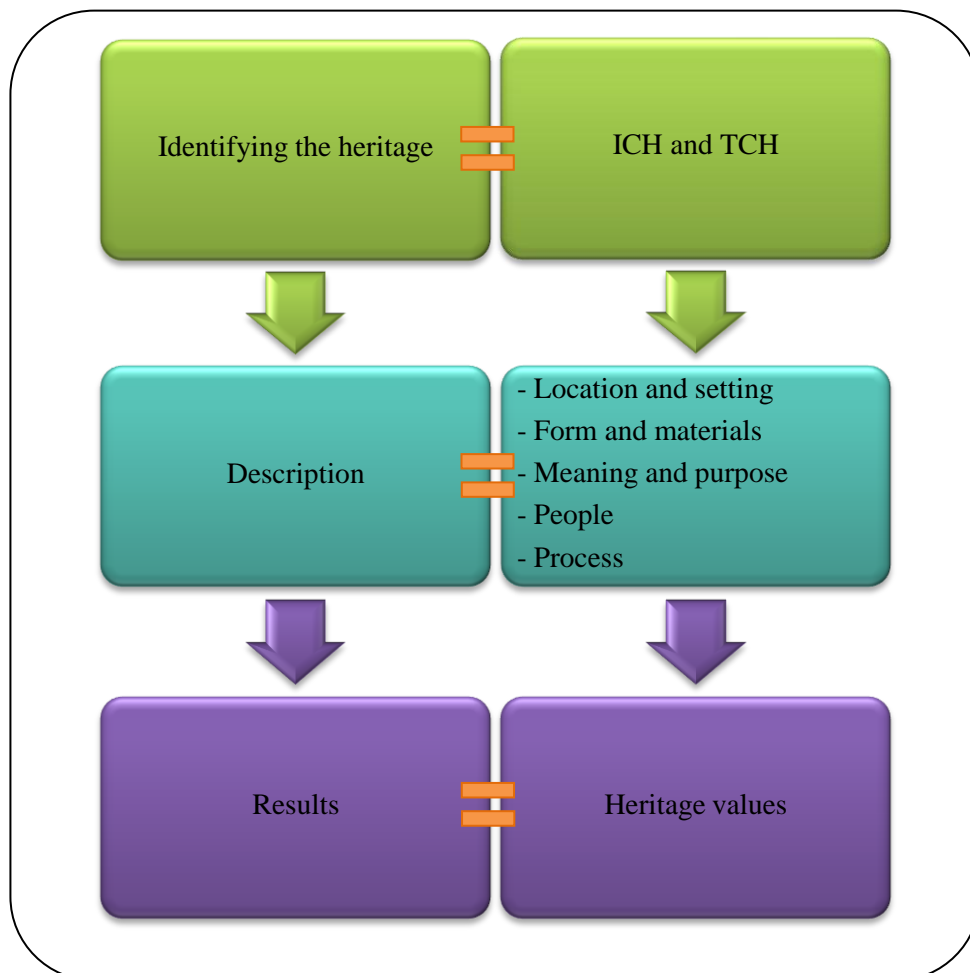 Identifying the heritage
ICH and TCH
Description
- Location and setting
- Form and materials
- Meaning and purpose
- People
- Process
Results
Heritage values